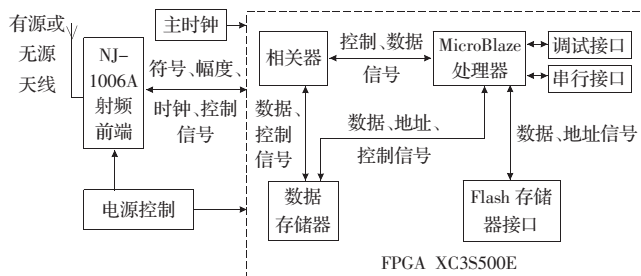 有源或
无源
天线
NJ-
1006A
射频
前端
主时钟
符号、幅度、
时钟、控制
信号
电源控制
相关器
控制、数据
信号
MicroBlaze
处理器
调试接口
串行接口
数据、
控制
信号
数据、地址、
控制信号
数据、地址信号
数据
存储器
Flash 存储
器接口
FPGA XC3S500E